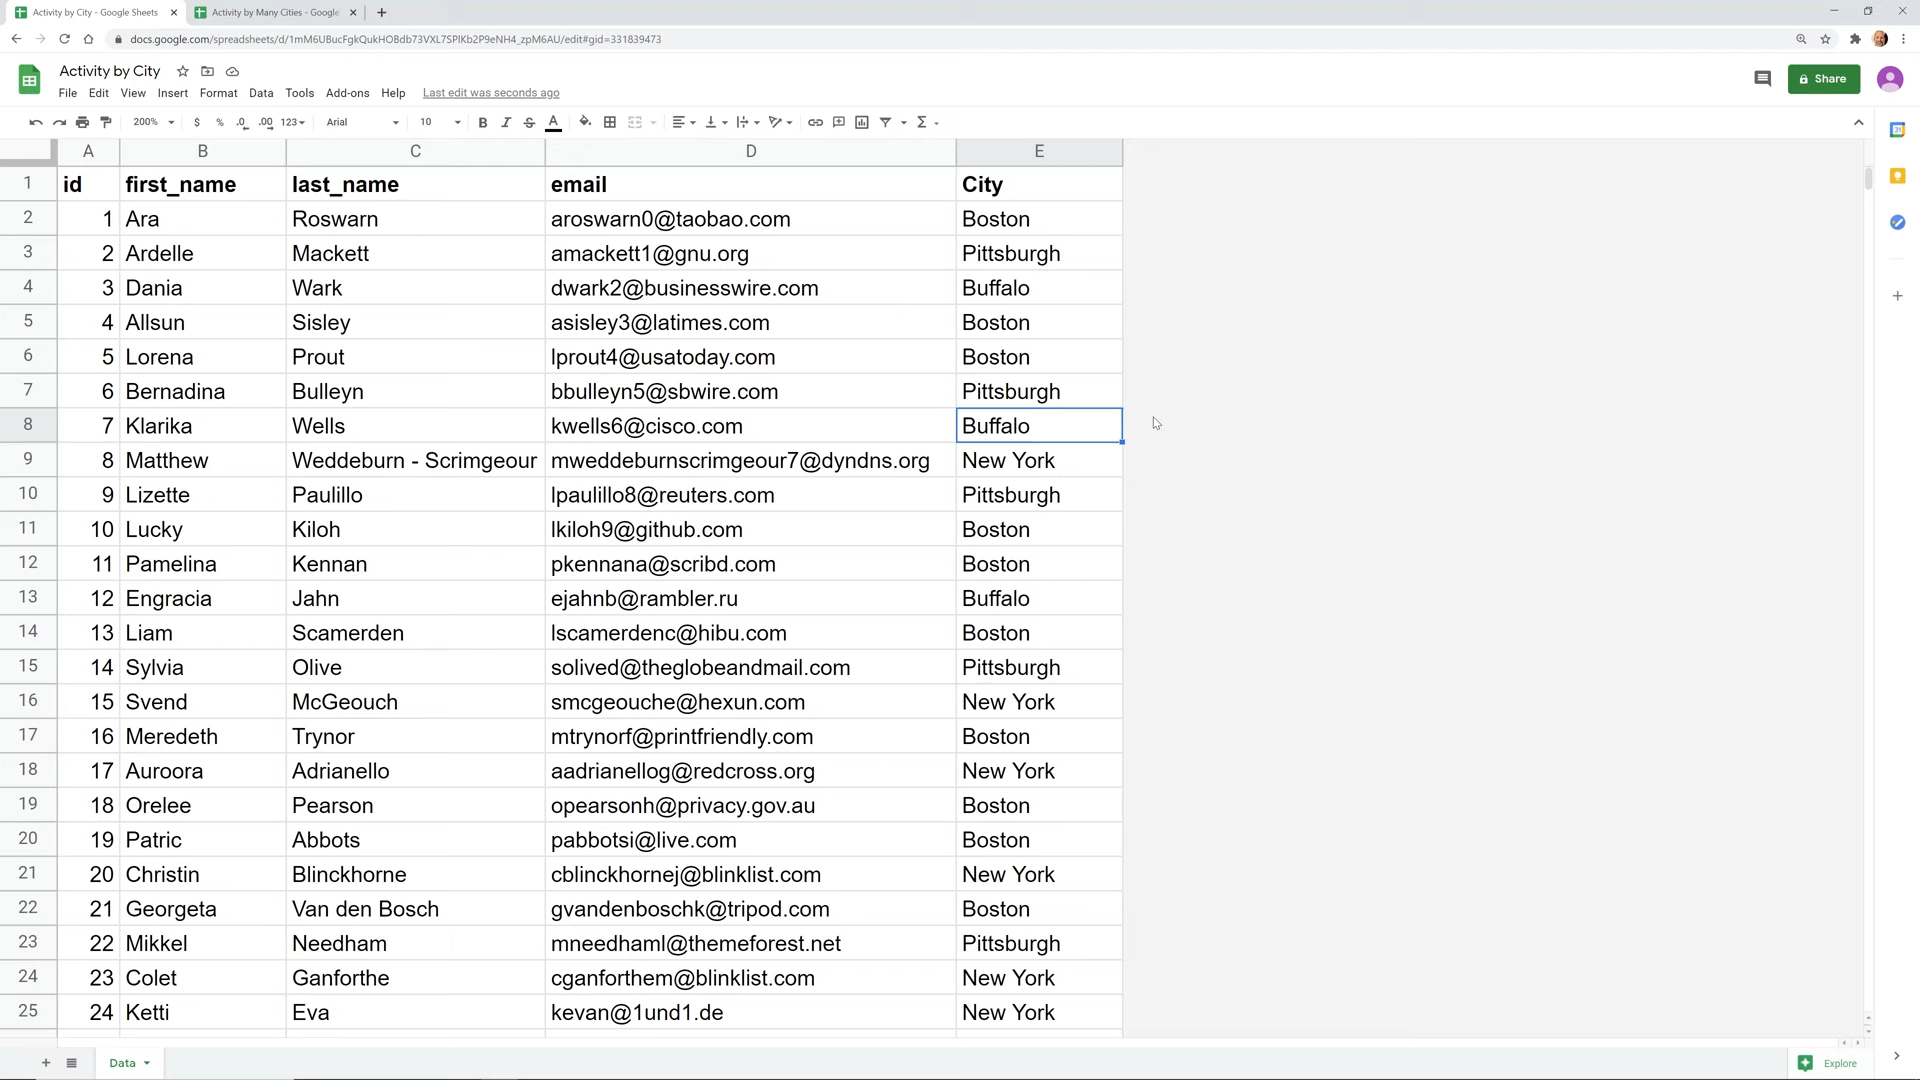 Activity by City - Google Sheets
Activity by Many Cities - Google
docs.google.com/spreadsheets/d/1mM6UBucFgkQukHOBdb73VXL7SPlKb2P9eNH4_zpM6AU/edit#gid=331839473
Activity by City
File Edit View Insert Format Data Tools Add-ons Help Last edit was seconds ago
Share
200% $ % .0 .00 123 Arial 10 B I S A
A B C D E
1 id first_name last_name email City
2 1 Ara Roswarn aroswarn0@taobao.com Boston
3 2 Ardelle Mackett amackett1@gnu.org Pittsburgh
4 3 Dania Wark dwark2@businesswire.com Buffalo
5 4 Allsun Sisley asisley3@latimes.com Boston
6 5 Lorena Prout lprout4@usatoday.com Boston
7 6 Bernadina Bulleyn bbulleyn5@sbwire.com Pittsburgh
8 7 Klarika Wells kwells6@cisco.com Buffalo
9 8 Matthew Weddeburn - Scrimgeour mweddeburnscrimgeour7@dyndns.org New York
10 9 Lizette Paulillo lpaulillo8@reuters.com Pittsburgh
11 10 Lucky Kiloh lkiloh9@github.com Boston
12 11 Pamelina Kennan pkennana@scribd.com Boston
13 12 Engracia Jahn ejahnb@rambler.ru Buffalo
14 13 Liam Scamerden lscamerdenc@hibu.com Boston
15 14 Sylvia Olive solived@theglobeandmail.com Pittsburgh
16 15 Svend McGeouch smcgeouche@hexun.com New York
17 16 Meredeth Trynor mtrynorf@printfriendly.com Boston
18 17 Auroora Adrianello aadrianellog@redcross.org New York
19 18 Orelee Pearson opearsonh@privacy.gov.au Boston
20 19 Patric Abbots pabbotsi@live.com Boston
21 20 Christin Blinckhorne cblinckhornej@blinklist.com New York
22 21 Georgeta Van den Bosch gvandenboschk@tripod.com Boston
23 22 Mikkel Needham mneedhaml@themeforest.net Pittsburgh
24 23 Colet Ganforthe cganforthem@blinklist.com New York
25 24 Ketti Eva kevan@1und1.de New York
Data
Explore